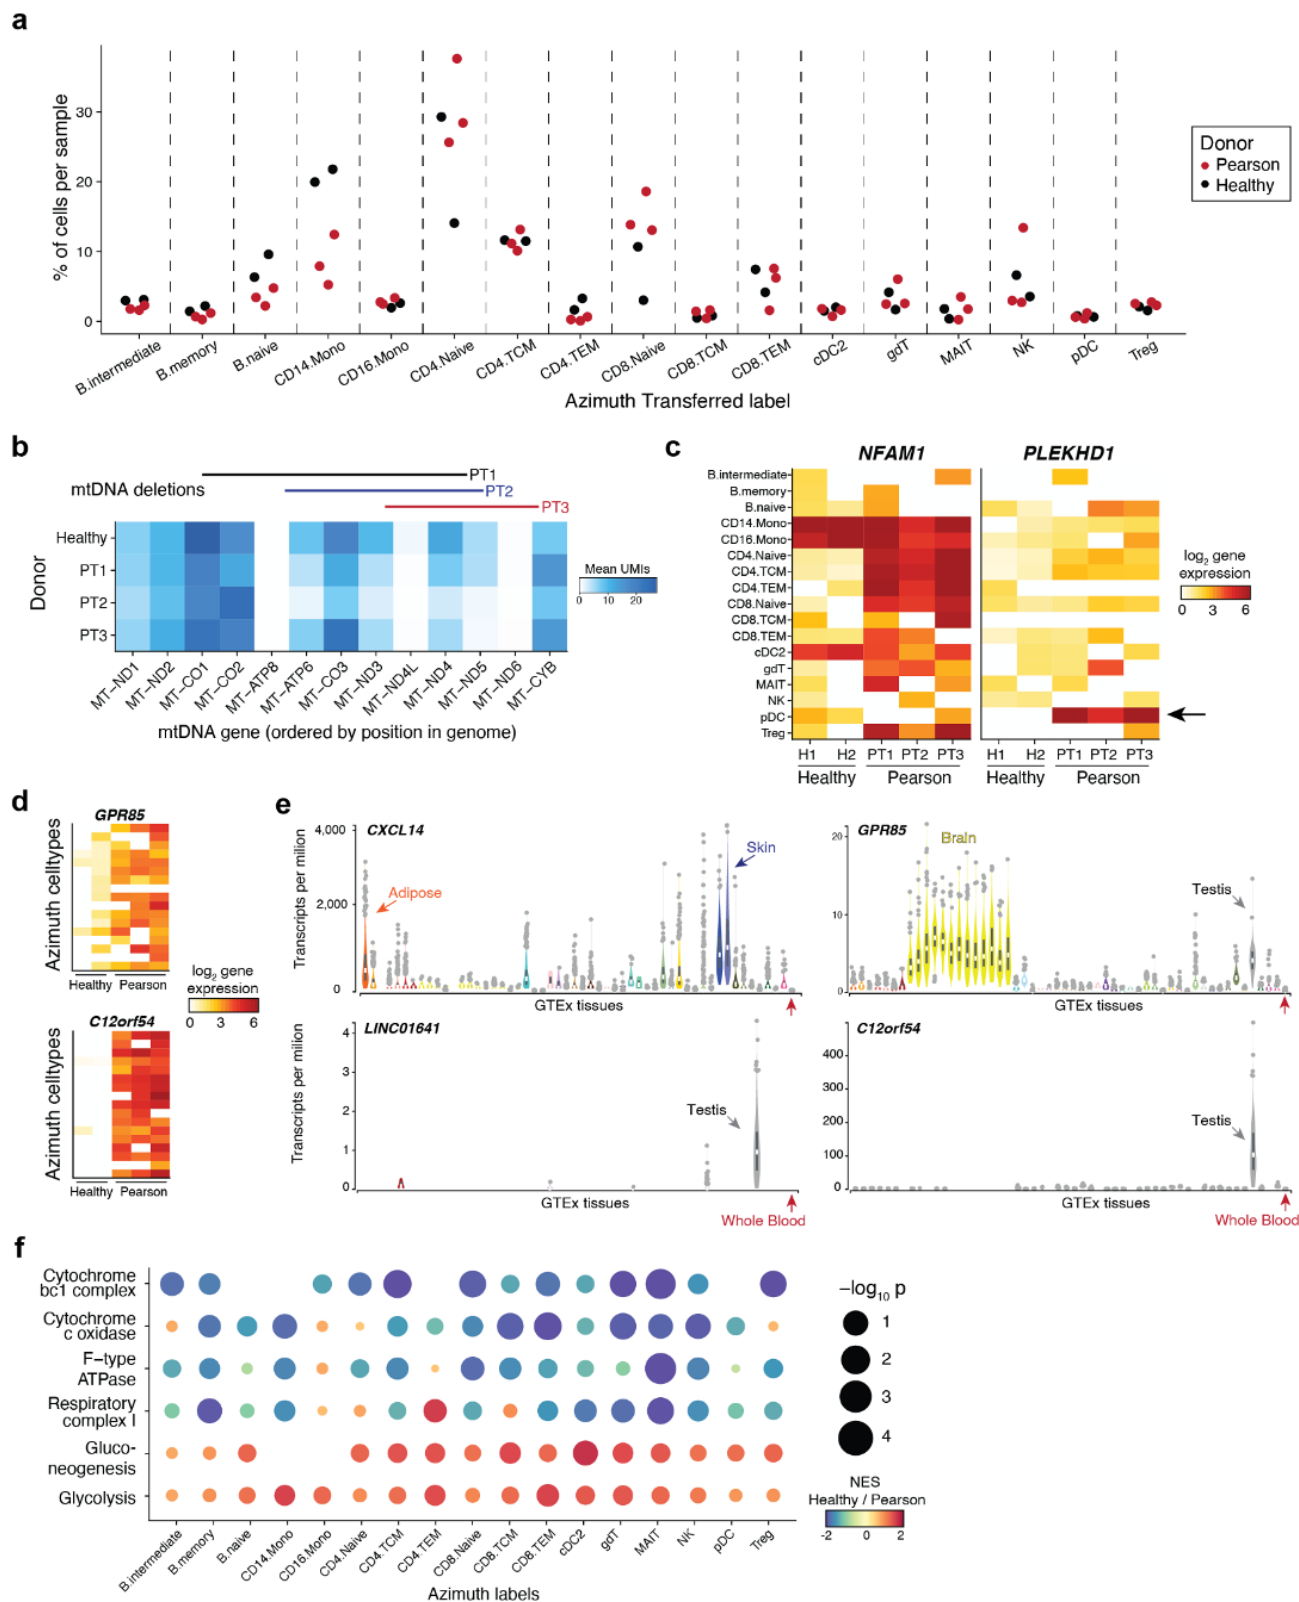 a
% of cells per sample
30
20
10
0
Donor
Pearson
Healthy
B.intermediate
B.memory
B.naive
CD14.Mono
CD16.Mono
CD4.Naive
CD4.TCM
CD4.TEM
CD8.Naive
CD8.TCM
CD8.TEM
cDC2
gdT
MAIT
NK
pDC
Treg
Azimuth Transferred label
b
mtDNA deletions
PT1
PT2
PT3
Donor
Healthy
PT1
PT2
PT3
Mean UMIs
0 10 20
MT-ND1
MT-ND2
MT-CO1
MT-CO2
MT-ATP8
MT-ATP6
MT-CO3
MT-ND3
MT-ND4L
MT-ND4
MT-ND5
MT-ND6
MT-CYB
mtDNA gene (ordered by position in genome)
c
NFAM1 PLEKHD1
B.intermediate
B.memory
B.naive
CD14.Mono
CD16.Mono
CD4.Naive
CD4.TCM
CD4.TEM
CD8.Naive
CD8.TCM
CD8.TEM
cDC2
gdT
MAIT
NK
pDC
Treg
H1 H2 PT1 PT2 PT3 H1 H2 PT1 PT2 PT3
Healthy Pearson Healthy Pearson
log2 gene
expression
0 3 6
d
GPR85
Azimuth celltypes
Healthy Pearson
log2 gene
expression
0 3 6
C12orf54
Azimuth celltypes
Healthy Pearson
e
Transcripts per milion
4,000
2,000
0
CXCL14
Adipose
Skin
GTEx tissues
20
10
0
GPR85
Brain
Testis
GTEx tissues
Transcripts per milion
4
3
2
1
0
LINC01641
Testis
GTEx tissues
Whole Blood
400
300
200
100
0
C12orf54
Testis
GTEx tissues
Whole Blood
f
Cytochrome
bc1 complex
Cytochrome
c oxidase
F-type
ATPase
Respiratory
complex I
Gluco-
neogenesis
Glycolysis
B.intermediate
B.memory
B.naive
CD14.Mono
CD16.Mono
CD4.Naive
CD4.TCM
CD4.TEM
CD8.Naive
CD8.TCM
CD8.TEM
cDC2
gdT
MAIT
NK
pDC
Treg
Azimuth labels
−log10 p
1
2
3
4
NES
Healthy / Pearson
-2 0 2